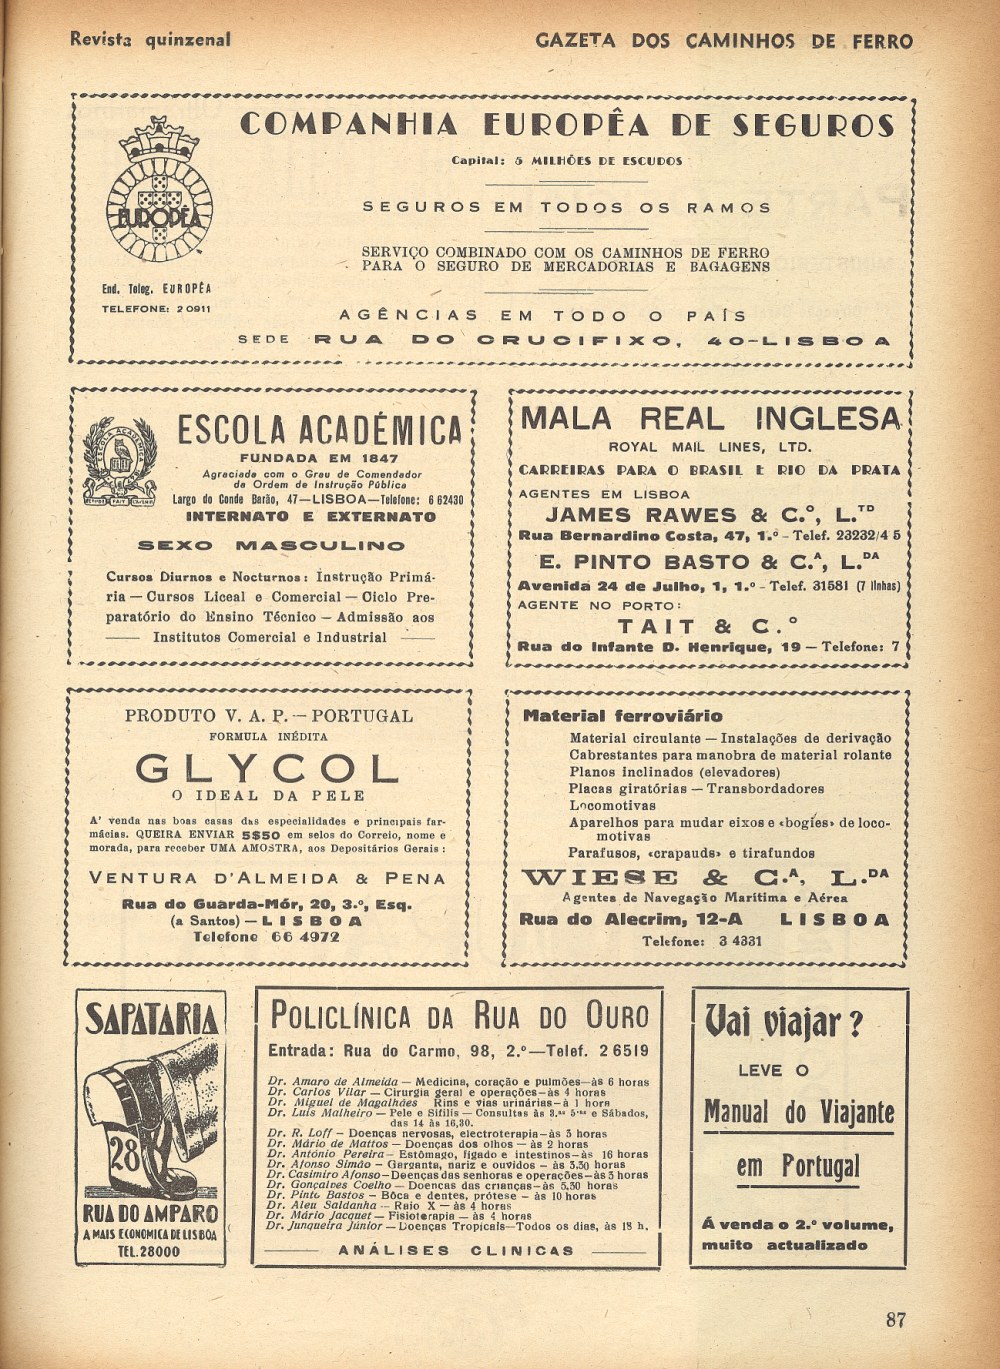 Revista quinzenal
GAZETA DOS CAMINHOS DE FERRO
COMPANHIA EUROPÊA DE SEGUROS
Capital: 5 MILHÕES DE ESCUDOS
SEGUROS EM TODOS OS RAMOS
SERVIÇO COMBINADO COM OS CAMINHOS DE FERRO
PARA O SEGURO DE MERCADORIAS E BAGAGENS
AGÊNCIAS EM TODO O PAÍS
SEDE RUA DO CRUCIFIXO, 40-LISBOA
EUROPÊA
End. Teleg. EUROPÊA
TELEFONE: 2 0911
ESCOLA ACADÉMICA
FUNDADA EM 1847
Agraciada com o Grau de Comendador
da Ordem de Instrução Pública
Largo do Conde Barão, 47—LISBOA—Telefone: 6 62430
INTERNATO E EXTERNATO
SEXO MASCULINO
Cursos Diurnos e Nocturnos: Instrução Primá-
ria — Cursos Liceal e Comercial — Ciclo Pre-
paratório do Ensino Técnico — Admissão aos
Institutos Comercial e Industrial
ESCOLA ACADÉMICA
MALA REAL INGLESA
ROYAL MAIL LINES, LTD.
CARREIRAS PARA O BRASIL E RIO DA PRATA
AGENTES EM LISBOA
JAMES RAWES & C.º, L.TD
Rua Bernardino Costa, 47, 1.º - Telef. 23232/4 5
E. PINTO BASTO & C.A, L.DA
Avenida 24 de Julho, 1, 1.º - Telef. 31581 (7 linhas)
AGENTE NO PORTO:
TAIT & C.º
Rua do Infante D. Henrique, 19 — Telefone: 7
PRODUTO V. A. P. — PORTUGAL
FORMULA INÉDITA
GLYCOL
O IDEAL DA PELE
A' venda nas boas casas das especialidades e principais far-
mácias. QUEIRA ENVIAR 5$50 em selos do Correio, nome e
morada, para receber UMA AMOSTRA, aos Depositários Gerais:
VENTURA D'ALMEIDA & PENA
Rua do Guarda-Mór, 20, 3.º, Esq.
(a Santos) — LISBOA
Telefone 66 4972
Material ferroviário
Material circulante — Instalações de derivação
Cabrestantes para manobra de material rolante
Planos inclinados (elevadores)
Placas giratórias — Transbordadores
Locomotivas
Aparelhos para mudar eixos e «bogies» de loco-
motivas
Parafusos, «crapauds» e tirafundos
WIESE & C.A, L.DA
Agentes de Navegação Marítima e Aérea
Rua do Alecrim, 12-A LISBOA
Telefone: 3 4331
SAPATARIA
28
RUA DO AMPARO
A MAIS ECONOMICA DE LISBOA
TEL. 28000
POLICLÍNICA DA RUA DO OURO
Entrada: Rua do Carmo, 98, 2.º—Telef. 2 6519
Dr. Amaro de Almeida — Medicina, coração e pulmões—às 6 horas
Dr. Carlos Vilar — Cirurgia geral e operações—às 4 horas
Dr. Miguel de Magalhães Rins e vias urinárias—à 1 hora
Dr. Luís Malheiro — Pele e Sífilis — Consultas às 3.as 5.as e Sábados,
das 14 às 16,30.
Dr. R. Loff — Doenças nervosas, electroterapia—às 3 horas
Dr. Mário de Mattos — Doenças dos olhos — às 2 horas
Dr. António Pereira — Estômago, fígado e intestinos—às 16 horas
Dr. Afonso Simão — Garganta, nariz e ouvidos — às 3,30 horas
Dr. Casimiro Afonso—Doenças das senhoras e operações—às 3 horas
Dr. Gonçalves Coelho — Doenças das crianças—às 5,30 horas
Dr. Pinto Bastos — Bôca e dentes, prótese — às 10 horas
Dr. Aleu Saldanha — Raio X — às 4 horas
Dr. Mário Jacquet — Fisioterapia — às 4 horas
Dr. Junqueira Júnior — Doenças Tropicais—Todos os dias, às 18 h.
ANÁLISES CLINICAS
Vai viajar?
LEVE O
Manual do Viajante
em Portugal
Á venda o 2.º volume,
muito actualizado
87